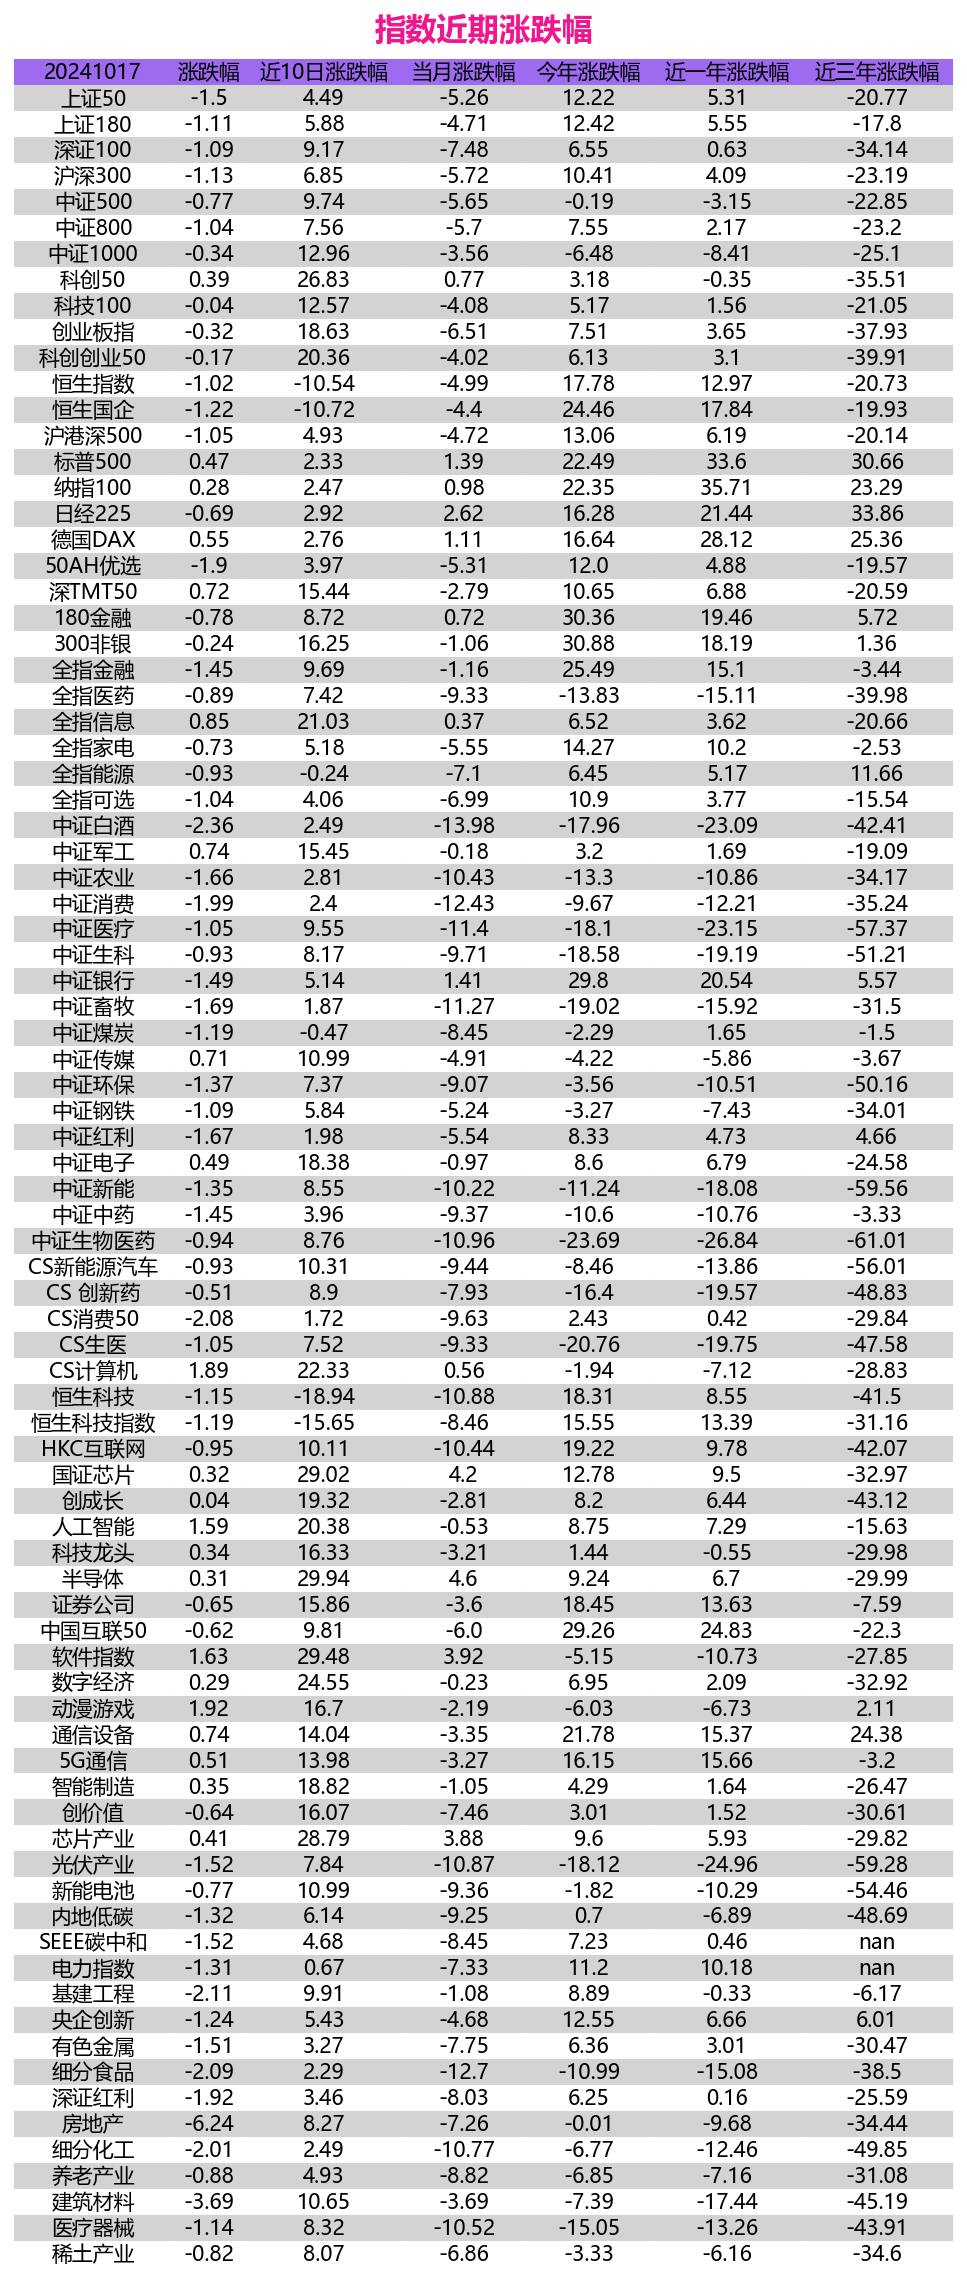 指数近期涨跌幅
20241017 涨跌幅 近10日涨跌幅 当月涨跌幅 今年涨跌幅 近一年涨跌幅 近三年涨跌幅
上证50 -1.5 4.49 -5.26 12.22 5.31 -20.77
上证180 -1.11 5.88 -4.71 12.42 5.55 -17.8
深证100 -1.09 9.17 -7.48 6.55 0.63 -34.14
沪深300 -1.13 6.85 -5.72 10.41 4.09 -23.19
中证500 -0.77 9.74 -5.65 -0.19 -3.15 -22.85
中证800 -1.04 7.56 -5.7 7.55 2.17 -23.2
中证1000 -0.34 12.96 -3.56 -6.48 -8.41 -25.1
科创50 0.39 26.83 0.77 3.18 -0.35 -35.51
科技100 -0.04 12.57 -4.08 5.17 1.56 -21.05
创业板指 -0.32 18.63 -6.51 7.51 3.65 -37.93
科创创业50 -0.17 20.36 -4.02 6.13 3.1 -39.91
恒生指数 -1.02 -10.54 -4.99 17.78 12.97 -20.73
恒生国企 -1.22 -10.72 -4.4 24.46 17.84 -19.93
沪港深500 -1.05 4.93 -4.72 13.06 6.19 -20.14
标普500 0.47 2.33 1.39 22.49 33.6 30.66
纳指100 0.28 2.47 0.98 22.35 35.71 23.29
日经225 -0.69 2.92 2.62 16.28 21.44 33.86
德国DAX 0.55 2.76 1.11 16.64 28.12 25.36
50AH优选 -1.9 3.97 -5.31 12.0 4.88 -19.57
深TMT50 0.72 15.44 -2.79 10.65 6.88 -20.59
180金融 -0.78 8.72 0.72 30.36 19.46 5.72
300非银 -0.24 16.25 -1.06 30.88 18.19 1.36
全指金融 -1.45 9.69 -1.16 25.49 15.1 -3.44
全指医药 -0.89 7.42 -9.33 -13.83 -15.11 -39.98
全指信息 0.85 21.03 0.37 6.52 3.62 -20.66
全指家电 -0.73 5.18 -5.55 14.27 10.2 -2.53
全指能源 -0.93 -0.24 -7.1 6.45 5.17 11.66
全指可选 -1.04 4.06 -6.99 10.9 3.77 -15.54
中证白酒 -2.36 2.49 -13.98 -17.96 -23.09 -42.41
中证军工 0.74 15.45 -0.18 3.2 1.69 -19.09
中证农业 -1.66 2.81 -10.43 -13.3 -10.86 -34.17
中证消费 -1.99 2.4 -12.43 -9.67 -12.21 -35.24
中证医疗 -1.05 9.55 -11.4 -18.1 -23.15 -57.37
中证生科 -0.93 8.17 -9.71 -18.58 -19.19 -51.21
中证银行 -1.49 5.14 1.41 29.8 20.54 5.57
中证畜牧 -1.69 1.87 -11.27 -19.02 -15.92 -31.5
中证煤炭 -1.19 -0.47 -8.45 -2.29 1.65 -1.5
中证传媒 0.71 10.99 -4.91 -4.22 -5.86 -3.67
中证环保 -1.37 7.37 -9.07 -3.56 -10.51 -50.16
中证钢铁 -1.09 5.84 -5.24 -3.27 -7.43 -34.01
中证红利 -1.67 1.98 -5.54 8.33 4.73 4.66
中证电子 0.49 18.38 -0.97 8.6 6.79 -24.58
中证新能 -1.35 8.55 -10.22 -11.24 -18.08 -59.56
中证中药 -1.45 3.96 -9.37 -10.6 -10.76 -3.33
中证生物医药 -0.94 8.76 -10.96 -23.69 -26.84 -61.01
CS新能源汽车 -0.93 10.31 -9.44 -8.46 -13.86 -56.01
CS 创新药 -0.51 8.9 -7.93 -16.4 -19.57 -48.83
CS消费50 -2.08 1.72 -9.63 2.43 0.42 -29.84
CS生医 -1.05 7.52 -9.33 -20.76 -19.75 -47.58
CS计算机 1.89 22.33 0.56 -1.94 -7.12 -28.83
恒生科技 -1.15 -18.94 -10.88 18.31 8.55 -41.5
恒生科技指数 -1.19 -15.65 -8.46 15.55 13.39 -31.16
HKC互联网 -0.95 10.11 -10.44 19.22 9.78 -42.07
国证芯片 0.32 29.02 4.2 12.78 9.5 -32.97
创成长 0.04 19.32 -2.81 8.2 6.44 -43.12
人工智能 1.59 20.38 -0.53 8.75 7.29 -15.63
科技龙头 0.34 16.33 -3.21 1.44 -0.55 -29.98
半导体 0.31 29.94 4.6 9.24 6.7 -29.99
证券公司 -0.65 15.86 -3.6 18.45 13.63 -7.59
中国互联50 -0.62 9.81 -6.0 29.26 24.83 -22.3
软件指数 1.63 29.48 3.92 -5.15 -10.73 -27.85
数字经济 0.29 24.55 -0.23 6.95 2.09 -32.92
动漫游戏 1.92 16.7 -2.19 -6.03 -6.73 2.11
通信设备 0.74 14.04 -3.35 21.78 15.37 24.38
5G通信 0.51 13.98 -3.27 16.15 15.66 -3.2
智能制造 0.35 18.82 -1.05 4.29 1.64 -26.47
创价值 -0.64 16.07 -7.46 3.01 1.52 -30.61
芯片产业 0.41 28.79 3.88 9.6 5.93 -29.82
光伏产业 -1.52 7.84 -10.87 -18.12 -24.96 -59.28
新能电池 -0.77 10.99 -9.36 -1.82 -10.29 -54.46
内地低碳 -1.32 6.14 -9.25 0.7 -6.89 -48.69
SEEE碳中和 -1.52 4.68 -8.45 7.23 0.46 nan
电力指数 -1.31 0.67 -7.33 11.2 10.18 nan
基建工程 -2.11 9.91 -1.08 8.89 -0.33 -6.17
央企创新 -1.24 5.43 -4.68 12.55 6.66 6.01
有色金属 -1.51 3.27 -7.75 6.36 3.01 -30.47
细分食品 -2.09 2.29 -12.7 -10.99 -15.08 -38.5
深证红利 -1.92 3.46 -8.03 6.25 0.16 -25.59
房地产 -6.24 8.27 -7.26 -0.01 -9.68 -34.44
细分化工 -2.01 2.49 -10.77 -6.77 -12.46 -49.85
养老产业 -0.88 4.93 -8.82 -6.85 -7.16 -31.08
建筑材料 -3.69 10.65 -3.69 -7.39 -17.44 -45.19
医疗器械 -1.14 8.32 -10.52 -15.05 -13.26 -43.91
稀土产业 -0.82 8.07 -6.86 -3.33 -6.16 -34.6